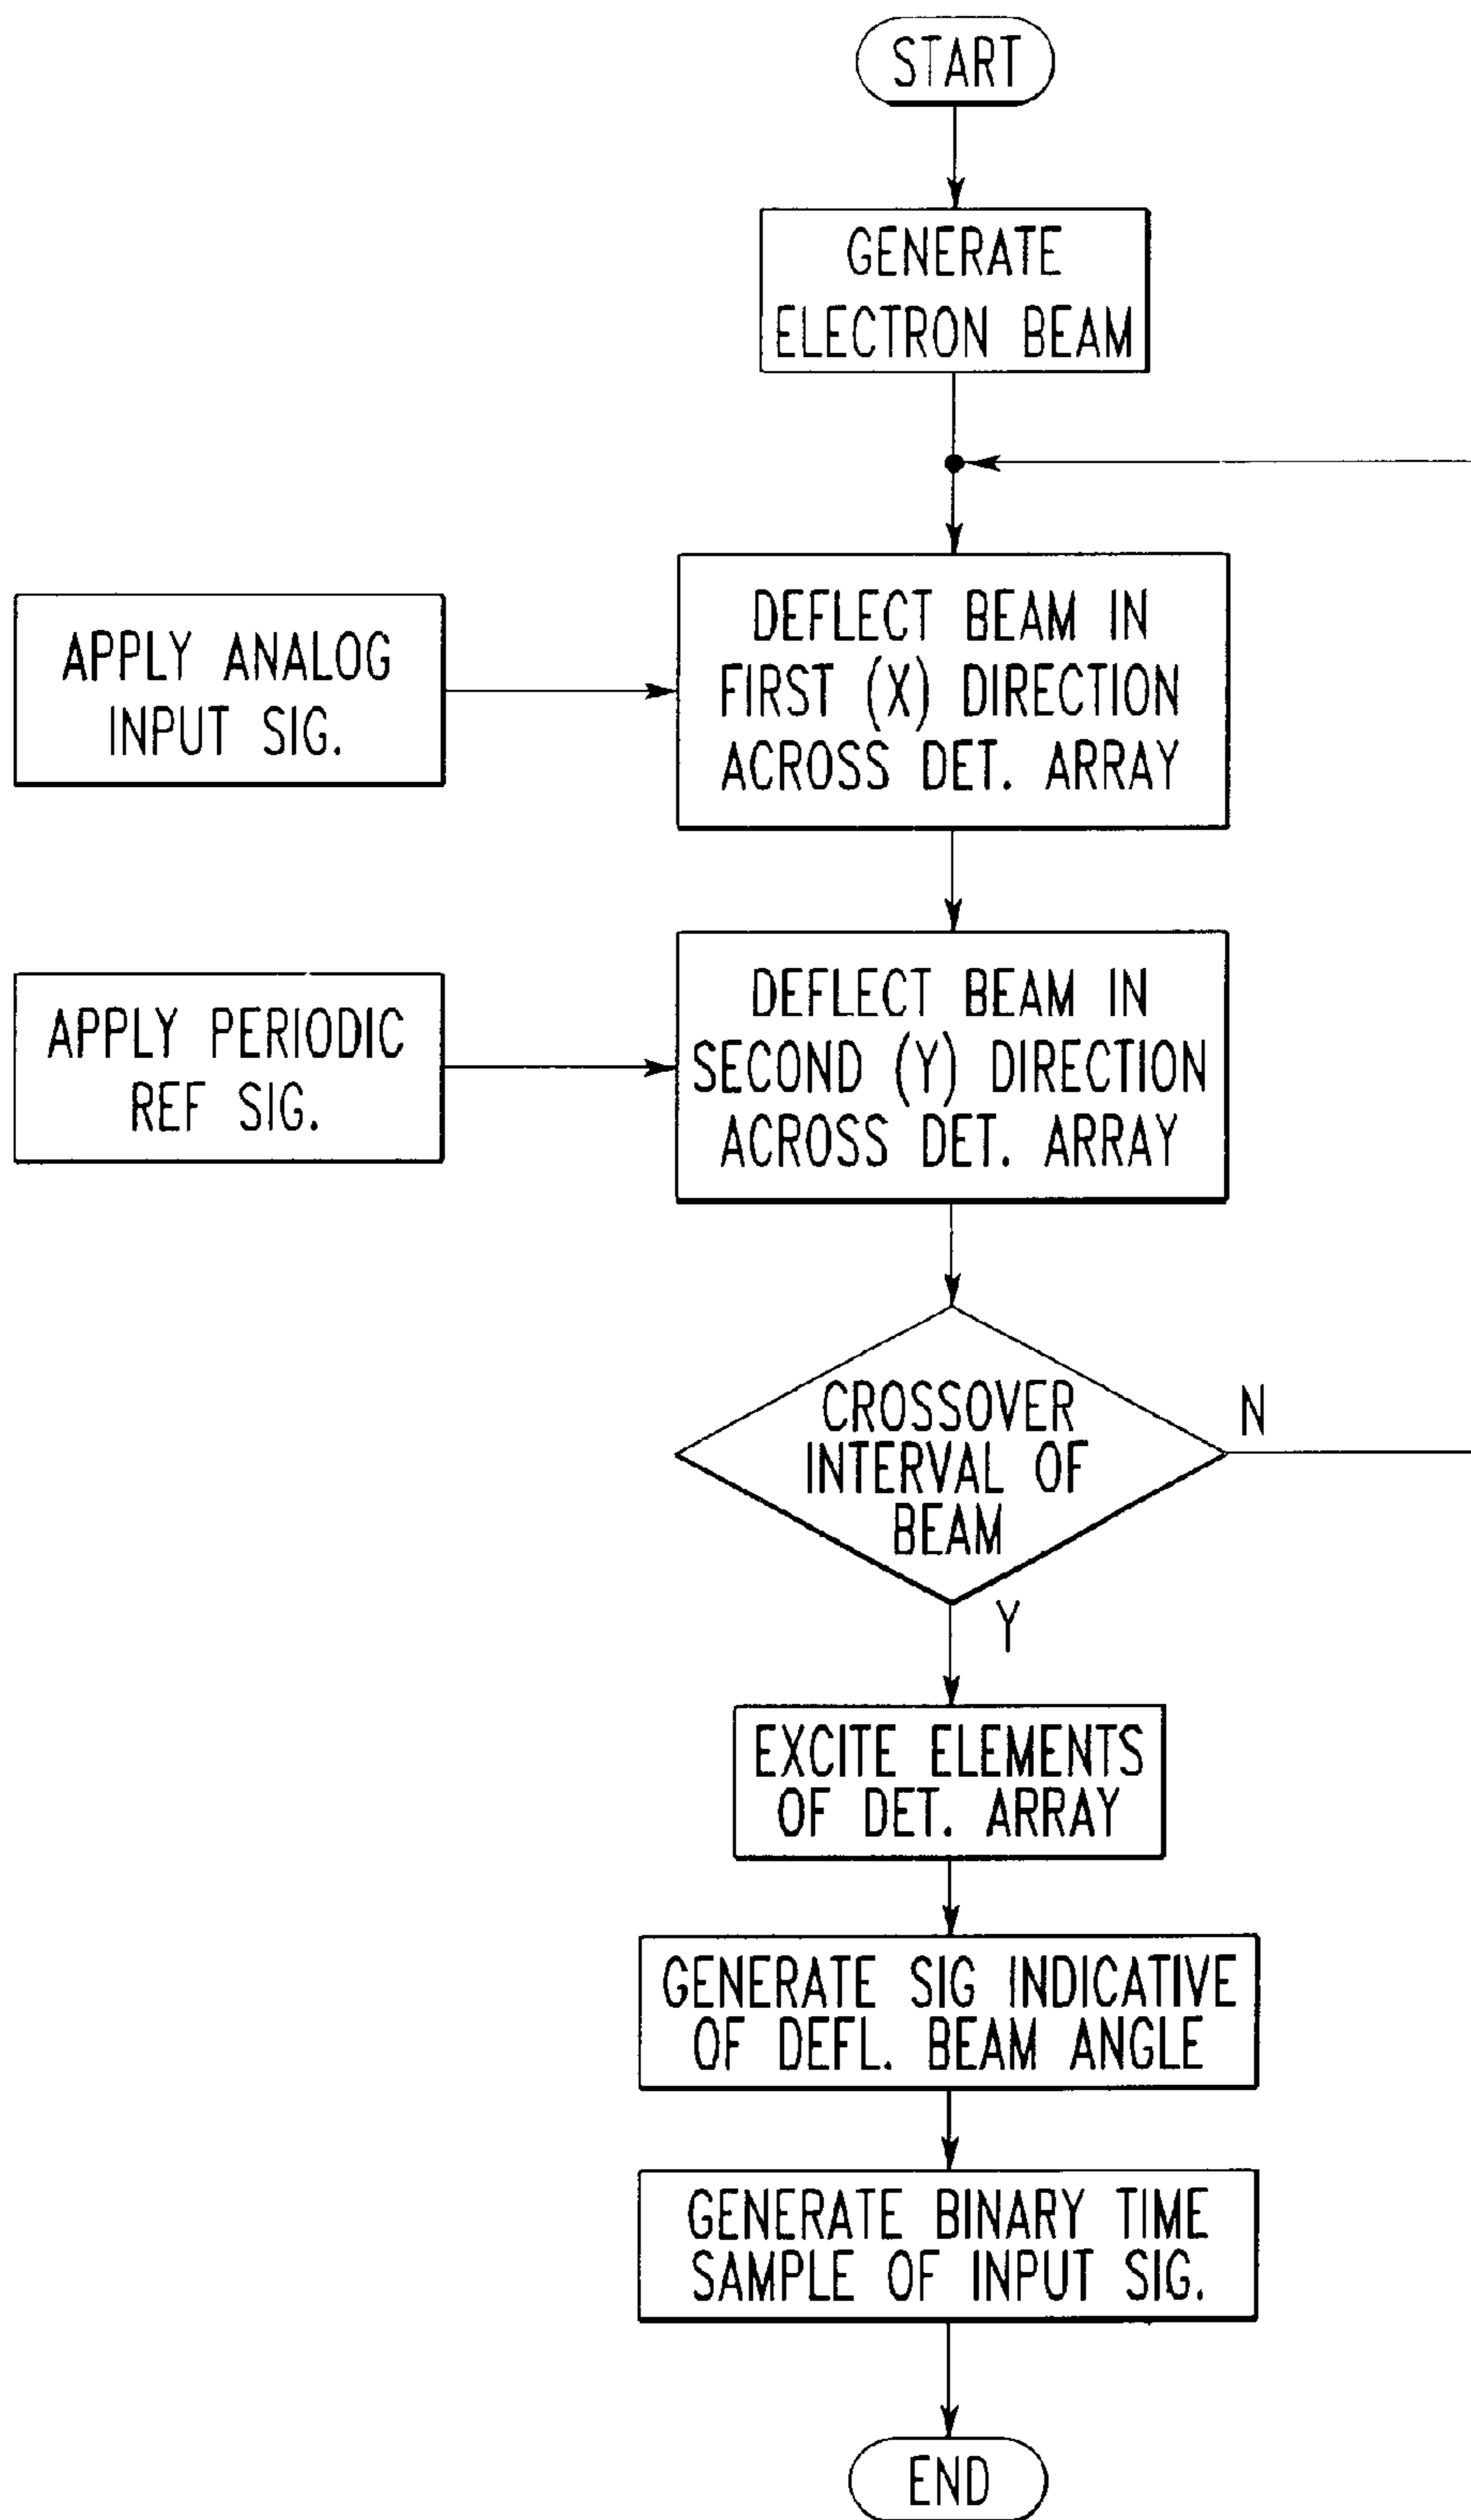 START
GENERATE
ELECTRON BEAM
APPLY ANALOG
INPUT SIG.
DEFLECT BEAM IN
FIRST (X) DIRECTION
ACROSS DET. ARRAY
APPLY PERIODIC
REF SIG.
DEFLECT BEAM IN
SECOND (Y) DIRECTION
ACROSS DET. ARRAY
CROSSOVER
INTERVAL OF
BEAM
N
Y
EXCITE ELEMENTS
OF DET. ARRAY
GENERATE SIG INDICATIVE
OF DEFL. BEAM ANGLE
GENERATE BINARY TIME
SAMPLE OF INPUT SIG.
END